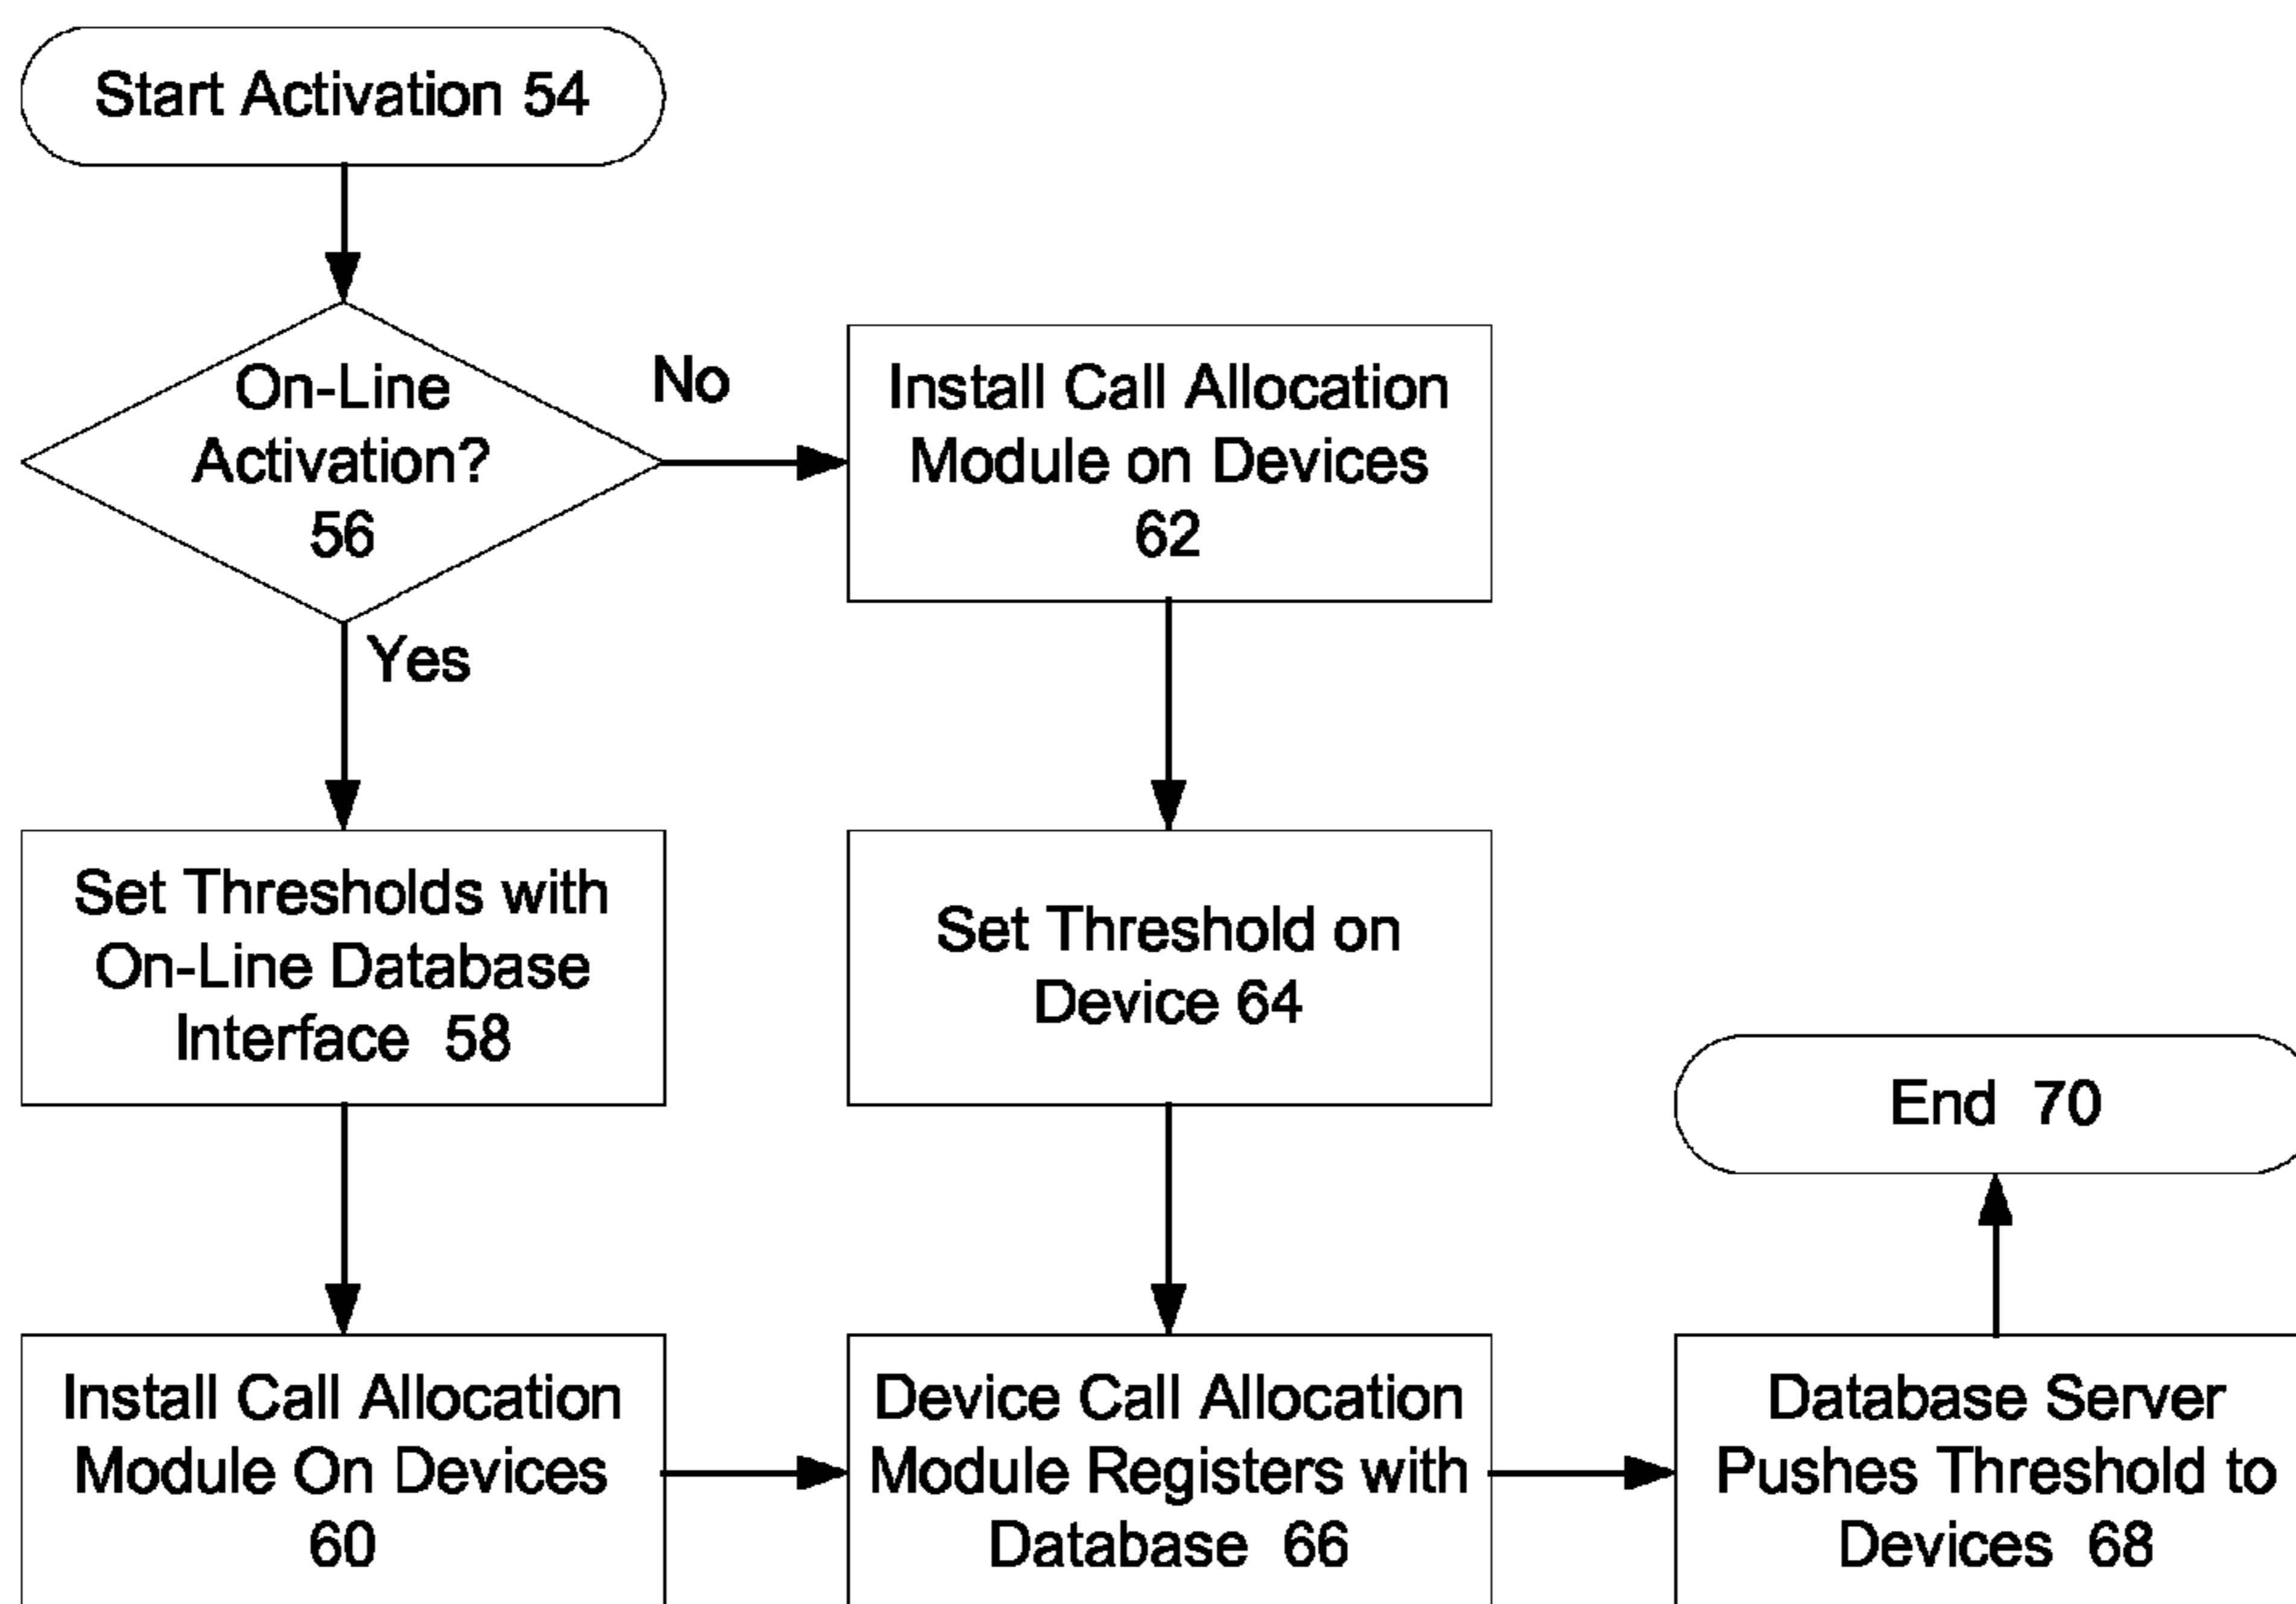 Start Activation 54
On-Line
Activation?
56
No
Yes
Install Call Allocation
Module on Devices
62
Set Thresholds with
On-Line Database
Interface 58
Set Threshold on
Device 64
Install Call Allocation
Module On Devices
60
Device Call Allocation
Module Registers with
Database 66
Database Server
Pushes Threshold to
Devices 68
End 70